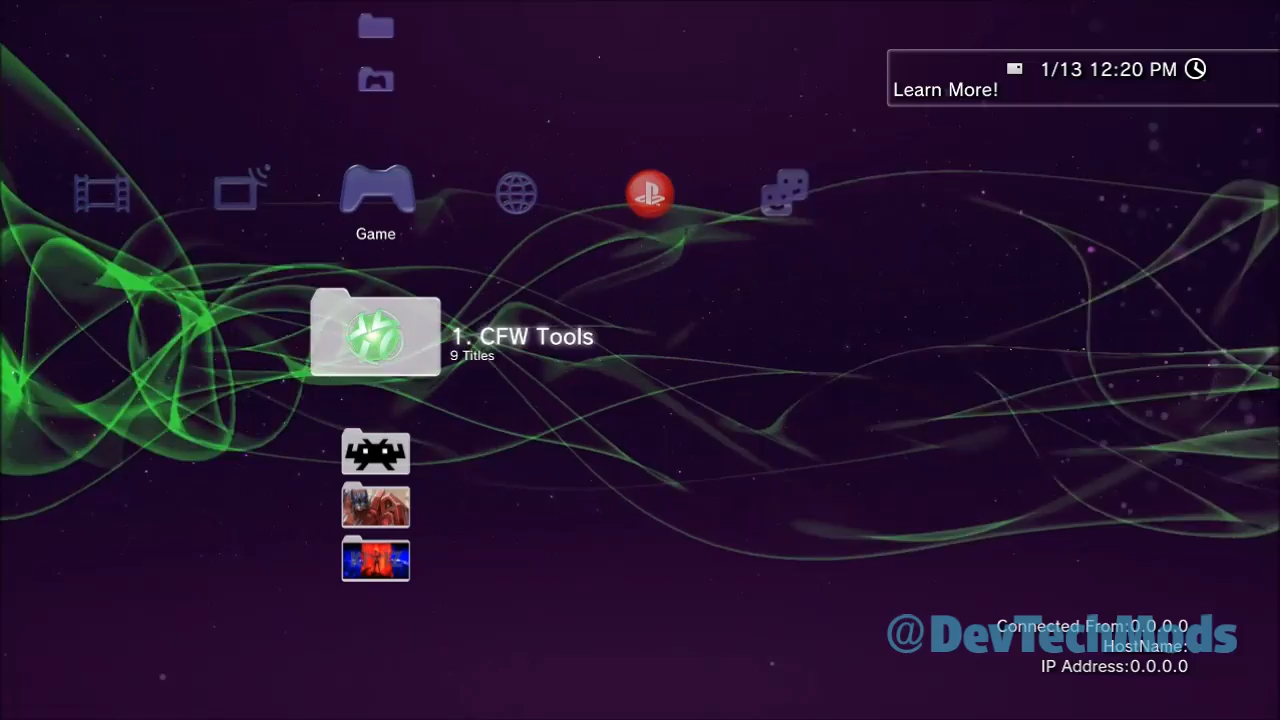 1/13 12:20 PM
Learn More!
Game
1. CFW Tools
9 Titles
@DevTechMods
Connected From:0.0.0.0
HostName:
IP Address:0.0.0.0